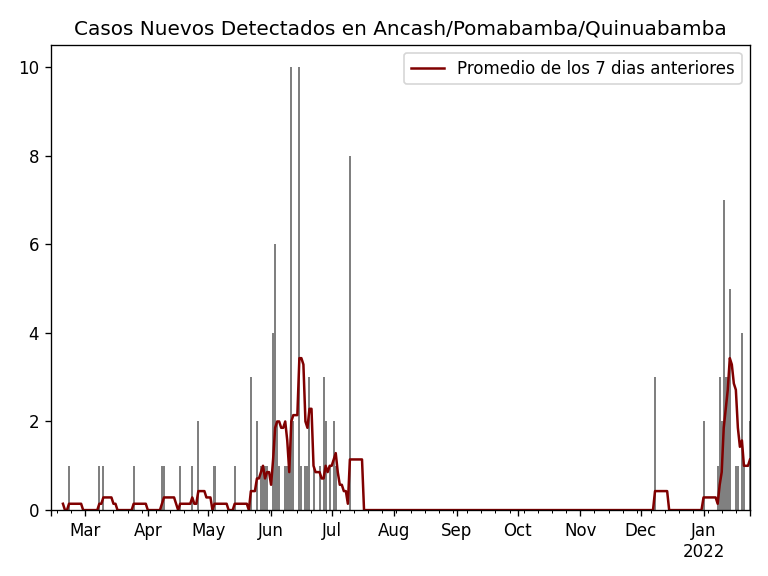 Casos Nuevos Detectados en Ancash/Pomabamba/Quinuabamba
Promedio de los 7 dias anteriores
10
8
6
4
2
0
Mar Apr May Jun Jul Aug Sep Oct Nov Dec Jan
2022